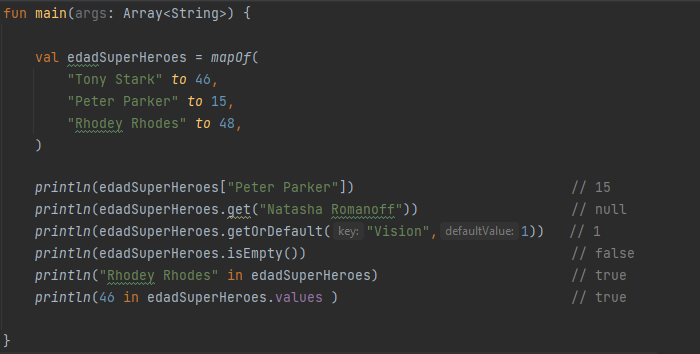 fun main(args: Array<String>) {
val edadSuperHeroes = mapOf(
"Tony Stark" to 46,
"Peter Parker" to 15,
"Rhodey Rhodes" to 48,
)
println(edadSuperHeroes["Peter Parker"]) // 15
println(edadSuperHeroes.get("Natasha Romanoff")) // null
println(edadSuperHeroes.getOrDefault( key: "Vision", defaultValue: 1)) // 1
println(edadSuperHeroes.isEmpty()) // false
println("Rhodey Rhodes" in edadSuperHeroes) // true
println(46 in edadSuperHeroes.values ) // true
}